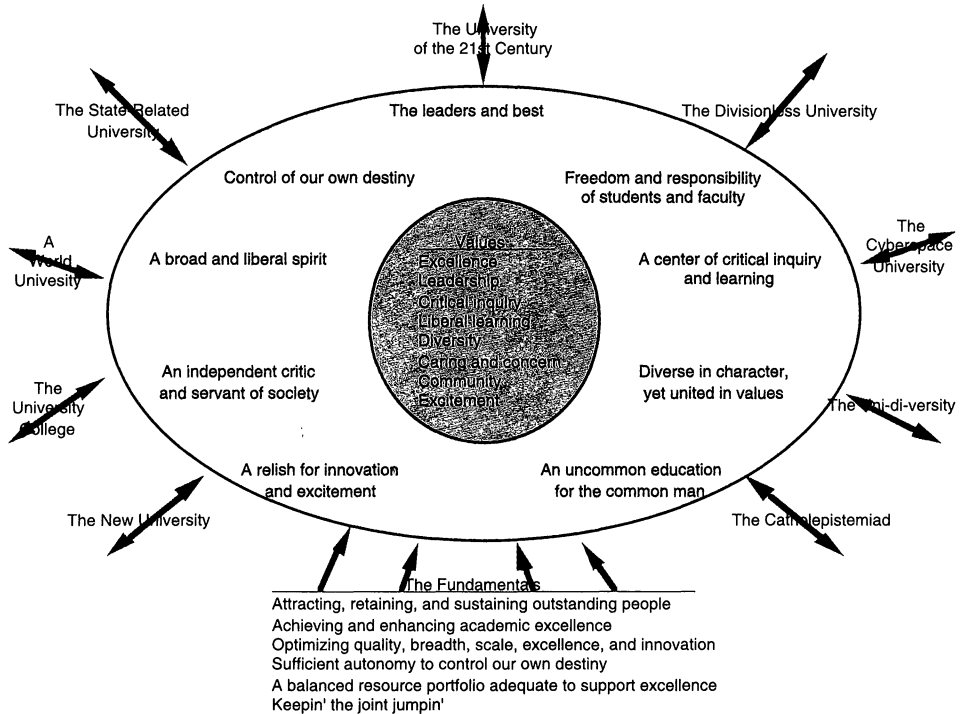 The University
of the 21st Century
The State-Related
University
The Divisionless University
The leaders and best
Control of our own destiny
Freedom and responsibility
of students and faculty
A
World
Univesity
The
Cyberspace
University
A broad and liberal spirit
A center of critical inquiry
and learning
Values
Excellence
Leadership
Critical inquiry
Liberal learning
Diversity
Caring and concern
Community
Excitement
An independent critic
and servant of society
Diverse in character,
yet united in values
The
University
College
The Uni-di-versity
A relish for innovation
and excitement
An uncommon education
for the common man
The New University
The Catholepistemiad
The Fundamentals
Attracting, retaining, and sustaining outstanding people
Achieving and enhancing academic excellence
Optimizing quality, breadth, scale, excellence, and innovation
Sufficient autonomy to control our own destiny
A balanced resource portfolio adequate to support excellence
Keepin' the joint jumpin'